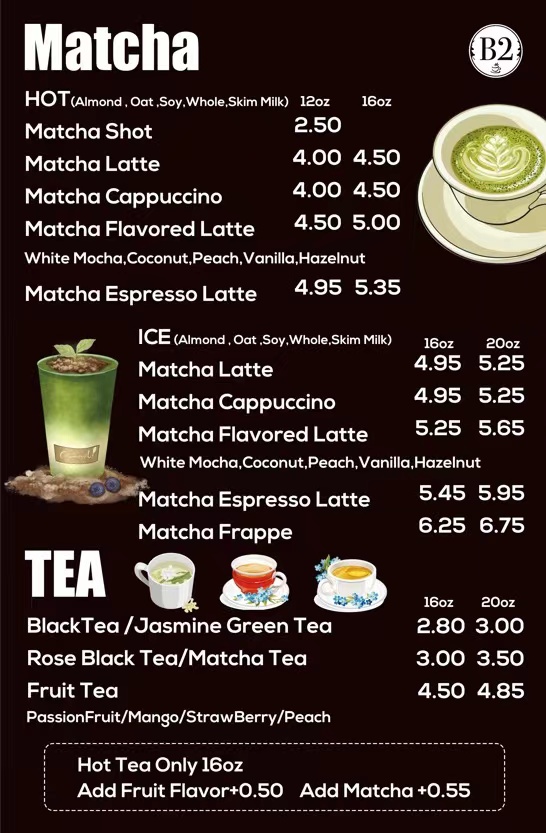 Matcha
B2
HOT(Almond , Oat ,Soy,Whole,Skim Milk) 12oz 16oz
Matcha Shot 2.50
Matcha Latte 4.00 4.50
Matcha Cappuccino 4.00 4.50
Matcha Flavored Latte 4.50 5.00
White Mocha,Coconut,Peach,Vanilla,Hazelnut
Matcha Espresso Latte 4.95 5.35
ICE (Almond , Oat ,Soy,Whole,Skim Milk) 16oz 20oz
Matcha Latte 4.95 5.25
Matcha Cappuccino 4.95 5.25
Matcha Flavored Latte 5.25 5.65
White Mocha,Coconut,Peach,Vanilla,Hazelnut
Matcha Espresso Latte 5.45 5.95
Matcha Frappe 6.25 6.75
TEA
16oz 20oz
BlackTea /Jasmine Green Tea 2.80 3.00
Rose Black Tea/Matcha Tea 3.00 3.50
Fruit Tea 4.50 4.85
PassionFruit/Mango/StrawBerry/Peach
Hot Tea Only 16oz
Add Fruit Flavor+0.50 Add Matcha +0.55